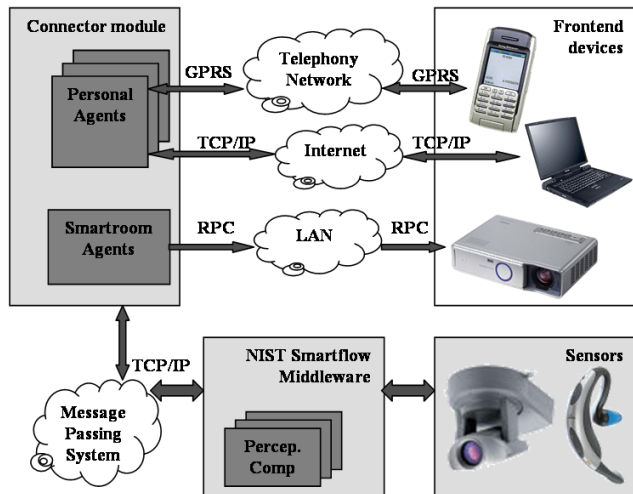 Connector module
Frontend
devices
Personal
Agents
GPRS
Telephony
Network
GPRS
TCP/IP
Internet
TCP/IP
Smartroom
Agents
RPC
LAN
RPC
TCP/IP
Message
Passing
System
NIST Smartflow
Middleware
Percep.
Comp
Sensors